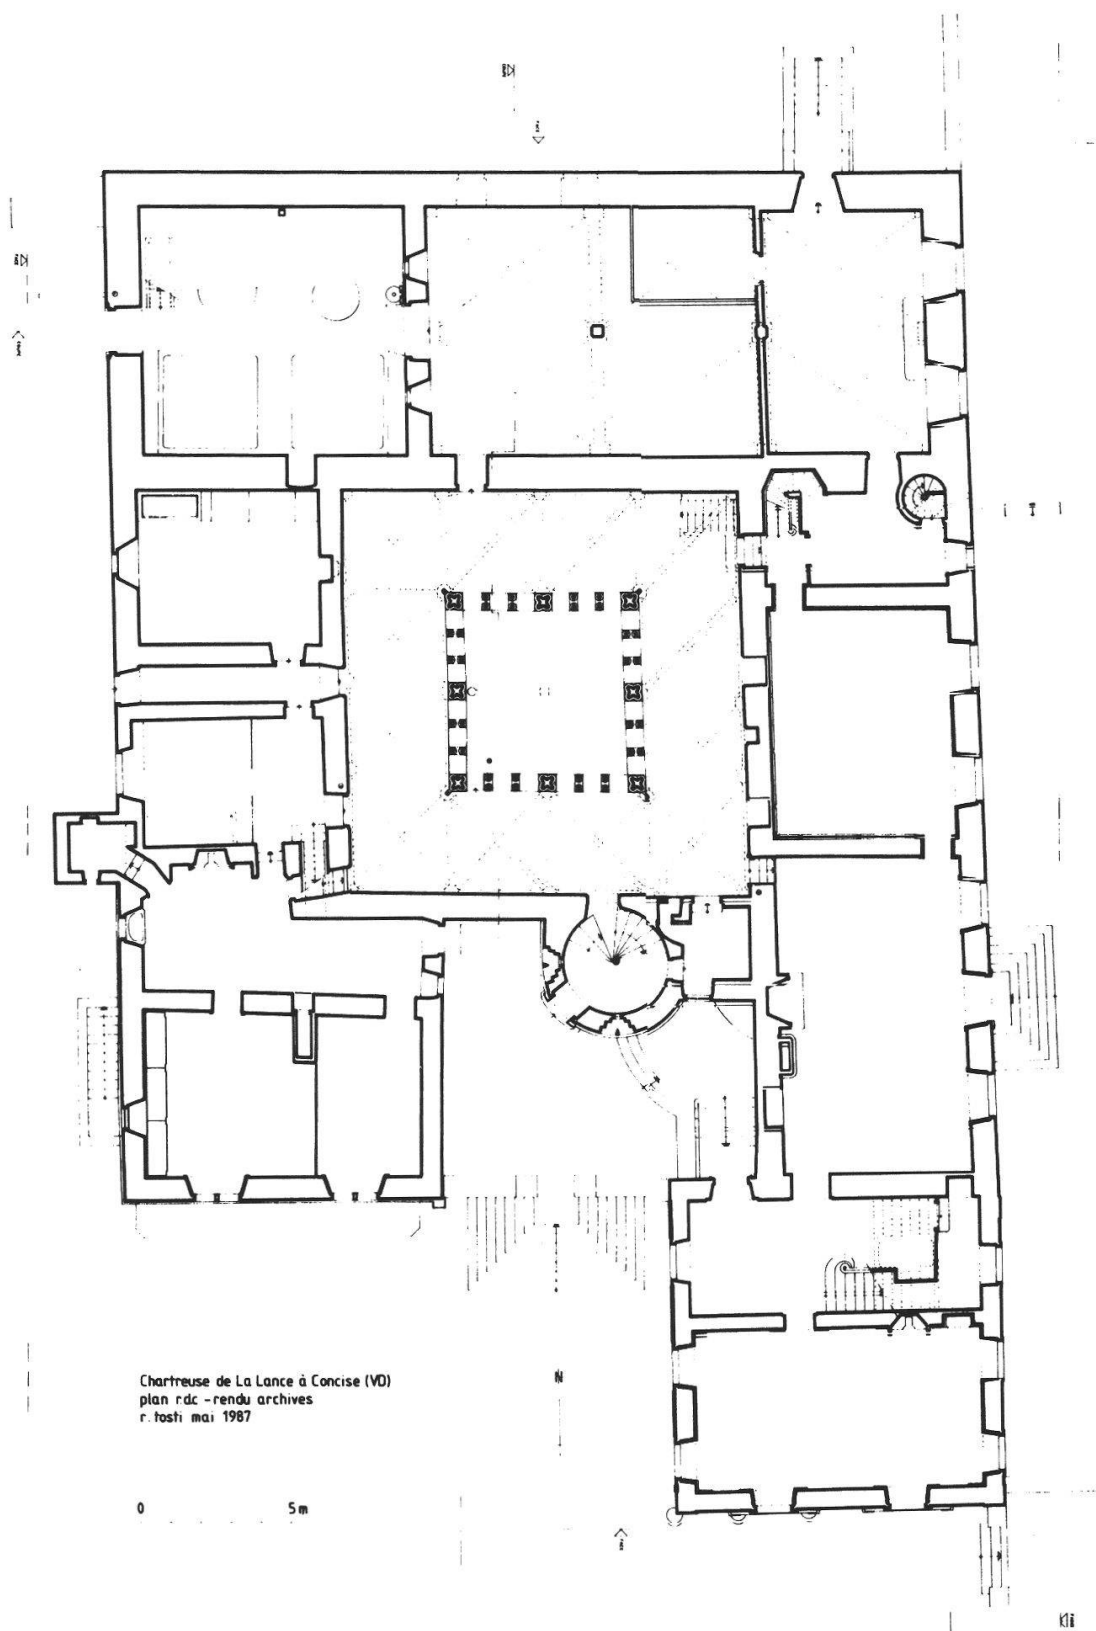 Chartreuse de La Lance à Concise (VD)
plan r.d.c - rendu archives
r. tosti mai 1987
0 5m